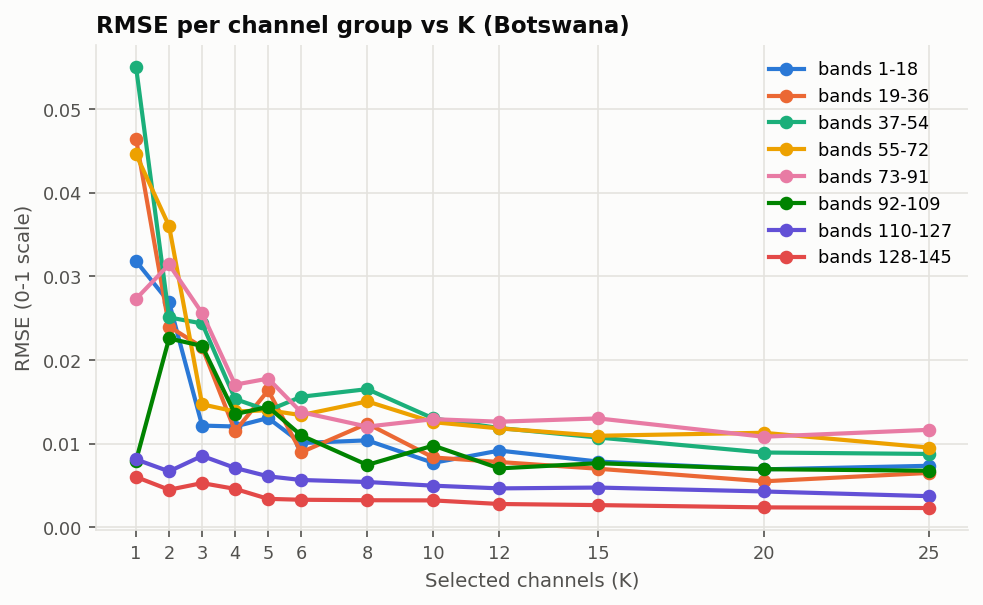 RMSE per channel group vs K (Botswana)
RMSE (0-1 scale)
0.05
0.04
0.03
0.02
0.01
0.00
bands 1-18
bands 19-36
bands 37-54
bands 55-72
bands 73-91
bands 92-109
bands 110-127
bands 128-145
1 2 3 4 5 6 8 10 12 15 20 25
Selected channels (K)